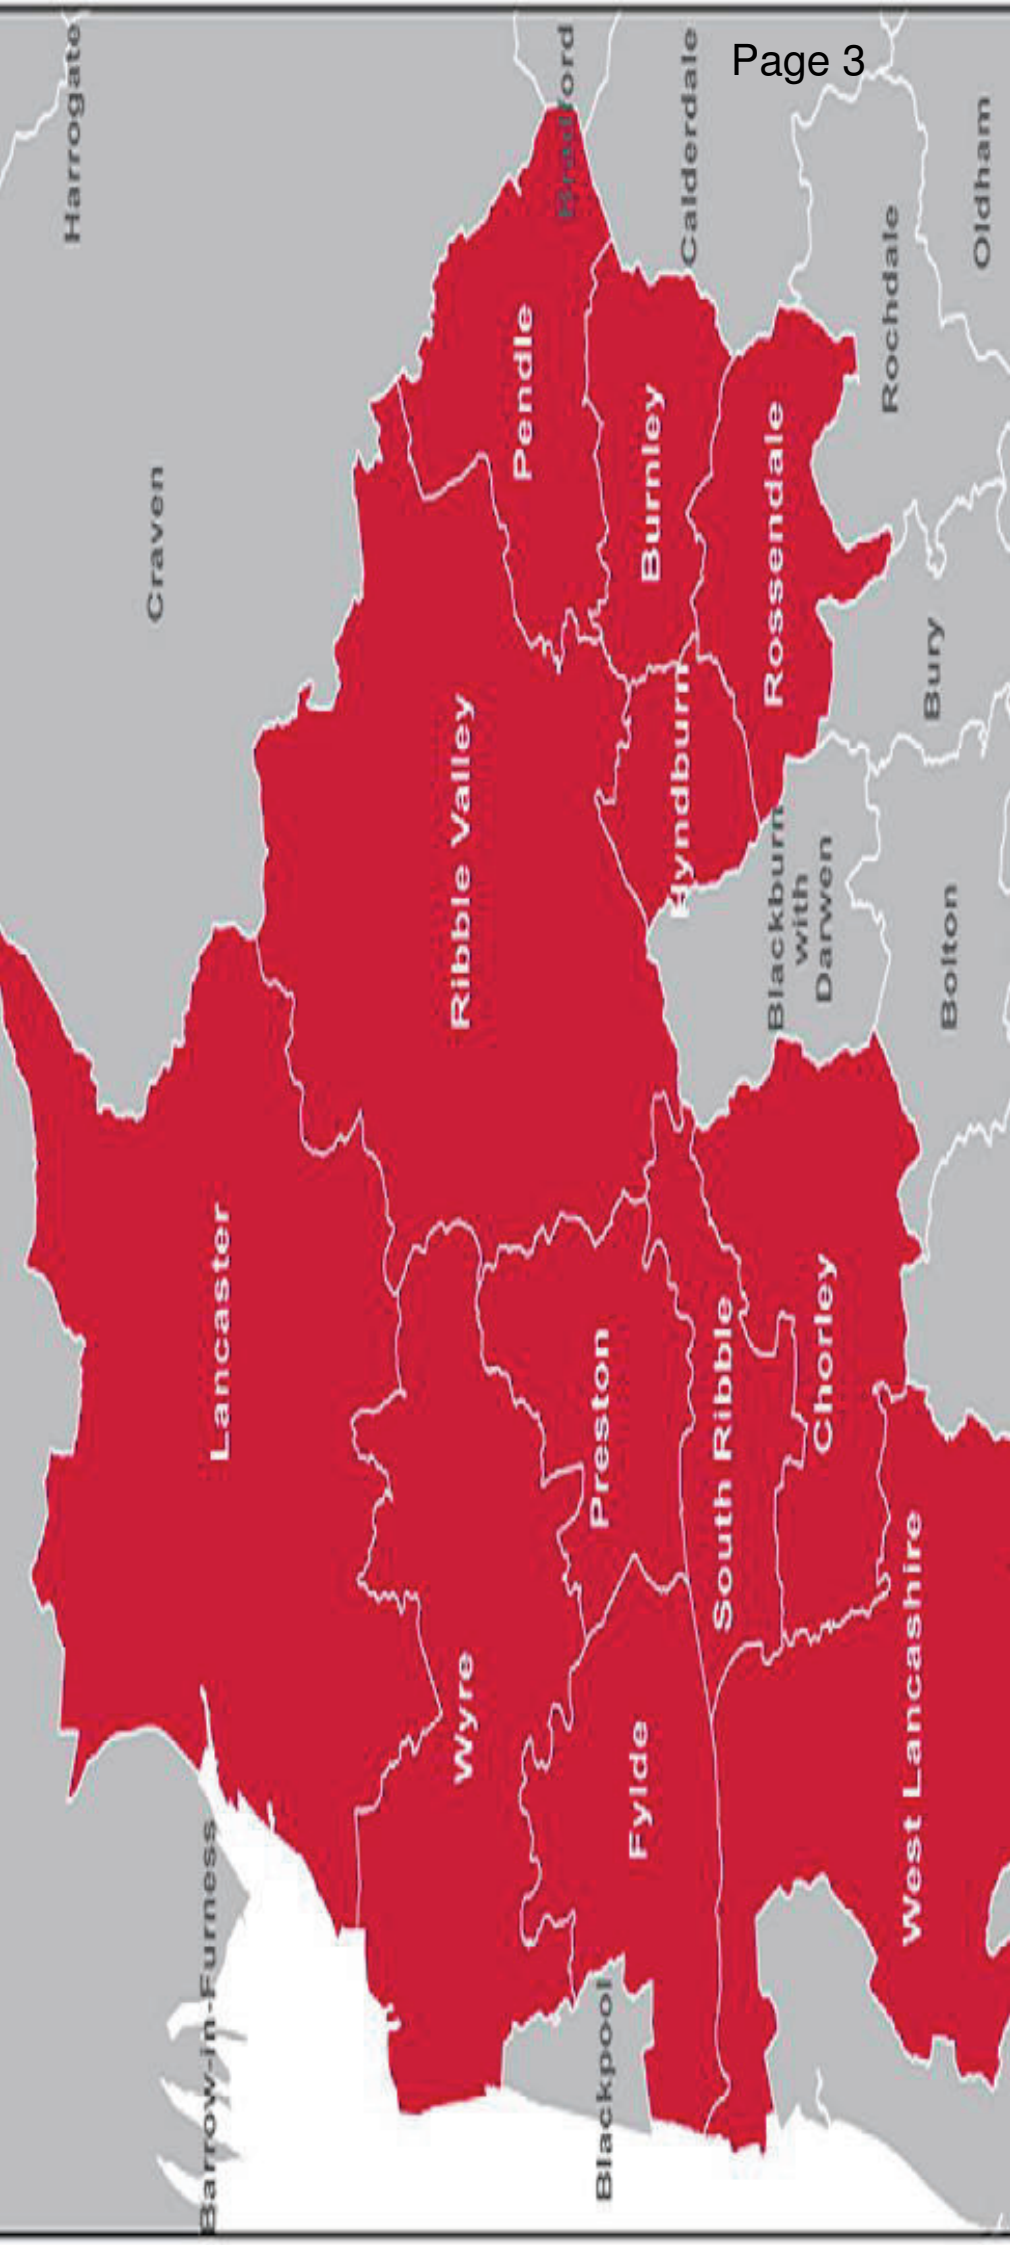 Page 3
Harrogate
Craven
Bradford
Calderdale
Oldham
Rochdale
Pendle
Burnley
Rossendale
Bury
Ribble Valley
Hyndburn
Blackburn
with
Darwen
Bolton
Lancaster
Preston
South Ribble
Chorley
Wyre
Fylde
West Lancashire
Barrow-in-Furness
Blackpool